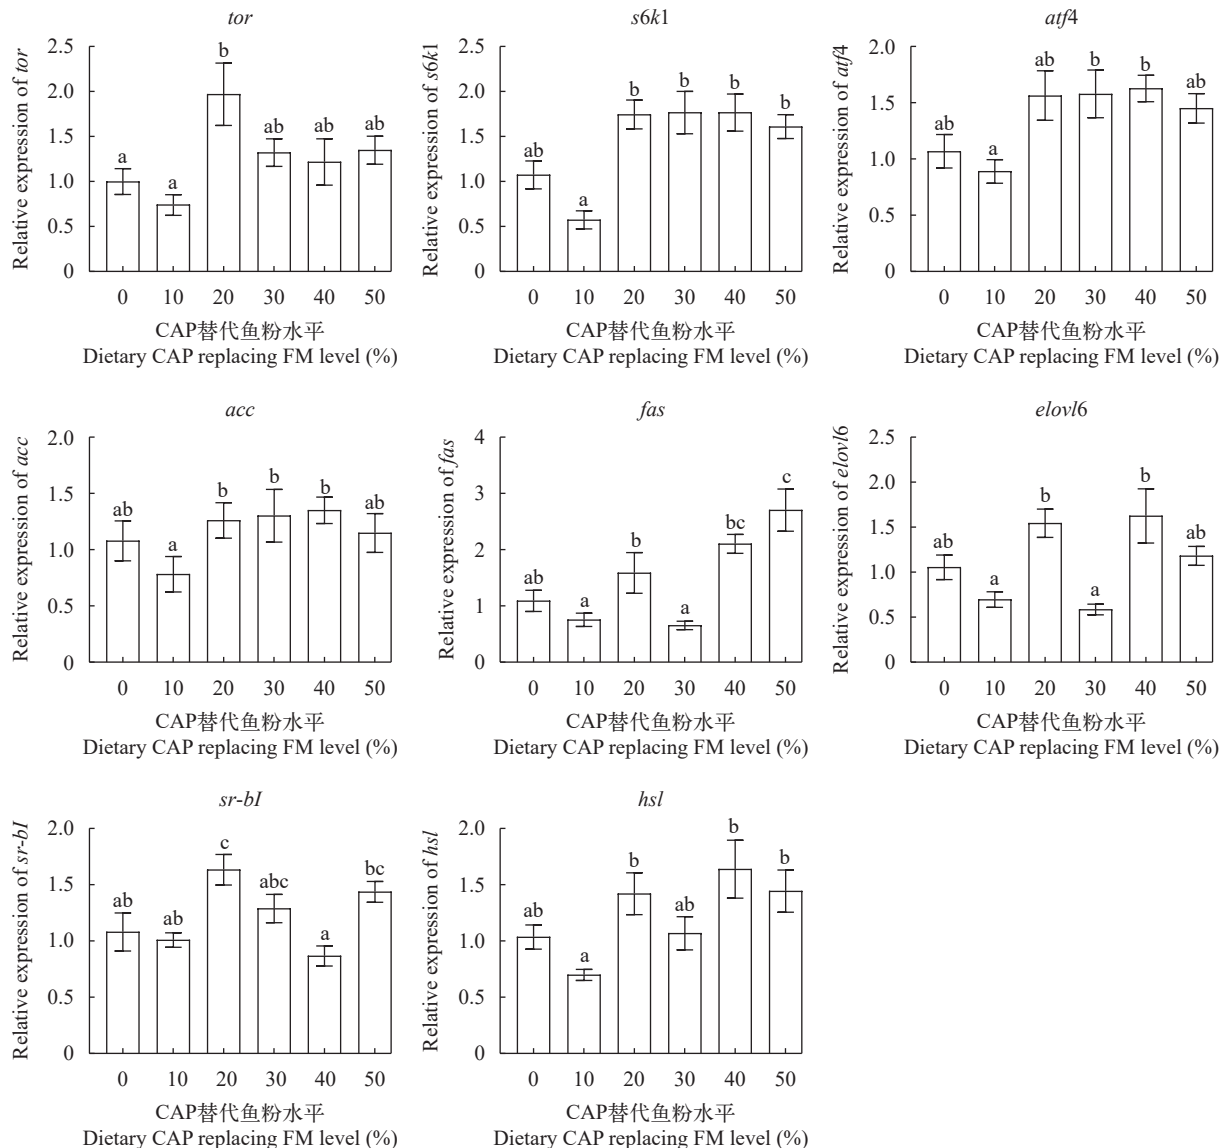 tor
Relative expression of tor
2.5
2.0
1.5
1.0
0.5
0
a
a
b
ab
ab
ab
0 10 20 30 40 50
CAP替代鱼粉水平
Dietary CAP replacing FM level (%)
s6k1
Relative expression of s6k1
2.5
2.0
1.5
1.0
0.5
0
ab
a
b
b
b
b
0 10 20 30 40 50
CAP替代鱼粉水平
Dietary CAP replacing FM level (%)
atf4
Relative expression of atf4
2.0
1.5
1.0
0.5
0
ab
a
ab
b
b
ab
0 10 20 30 40 50
CAP替代鱼粉水平
Dietary CAP replacing FM level (%)
acc
Relative expression of acc
2.0
1.5
1.0
0.5
0
ab
a
b
b
b
ab
0 10 20 30 40 50
CAP替代鱼粉水平
Dietary CAP replacing FM level (%)
fas
Relative expression of fas
4
3
2
1
0
ab
a
b
a
bc
c
0 10 20 30 40 50
CAP替代鱼粉水平
Dietary CAP replacing FM level (%)
elovl6
Relative expression of elovl6
2.5
2.0
1.5
1.0
0.5
0
ab
a
b
a
b
ab
0 10 20 30 40 50
CAP替代鱼粉水平
Dietary CAP replacing FM level (%)
sr-bI
Relative expression of sr-bI
2.0
1.5
1.0
0.5
0
ab
ab
c
abc
a
bc
0 10 20 30 40 50
CAP替代鱼粉水平
Dietary CAP replacing FM level (%)
hsl
Relative expression of hsl
2.0
1.5
1.0
0.5
0
ab
a
b
ab
b
b
0 10 20 30 40 50
CAP替代鱼粉水平
Dietary CAP replacing FM level (%)